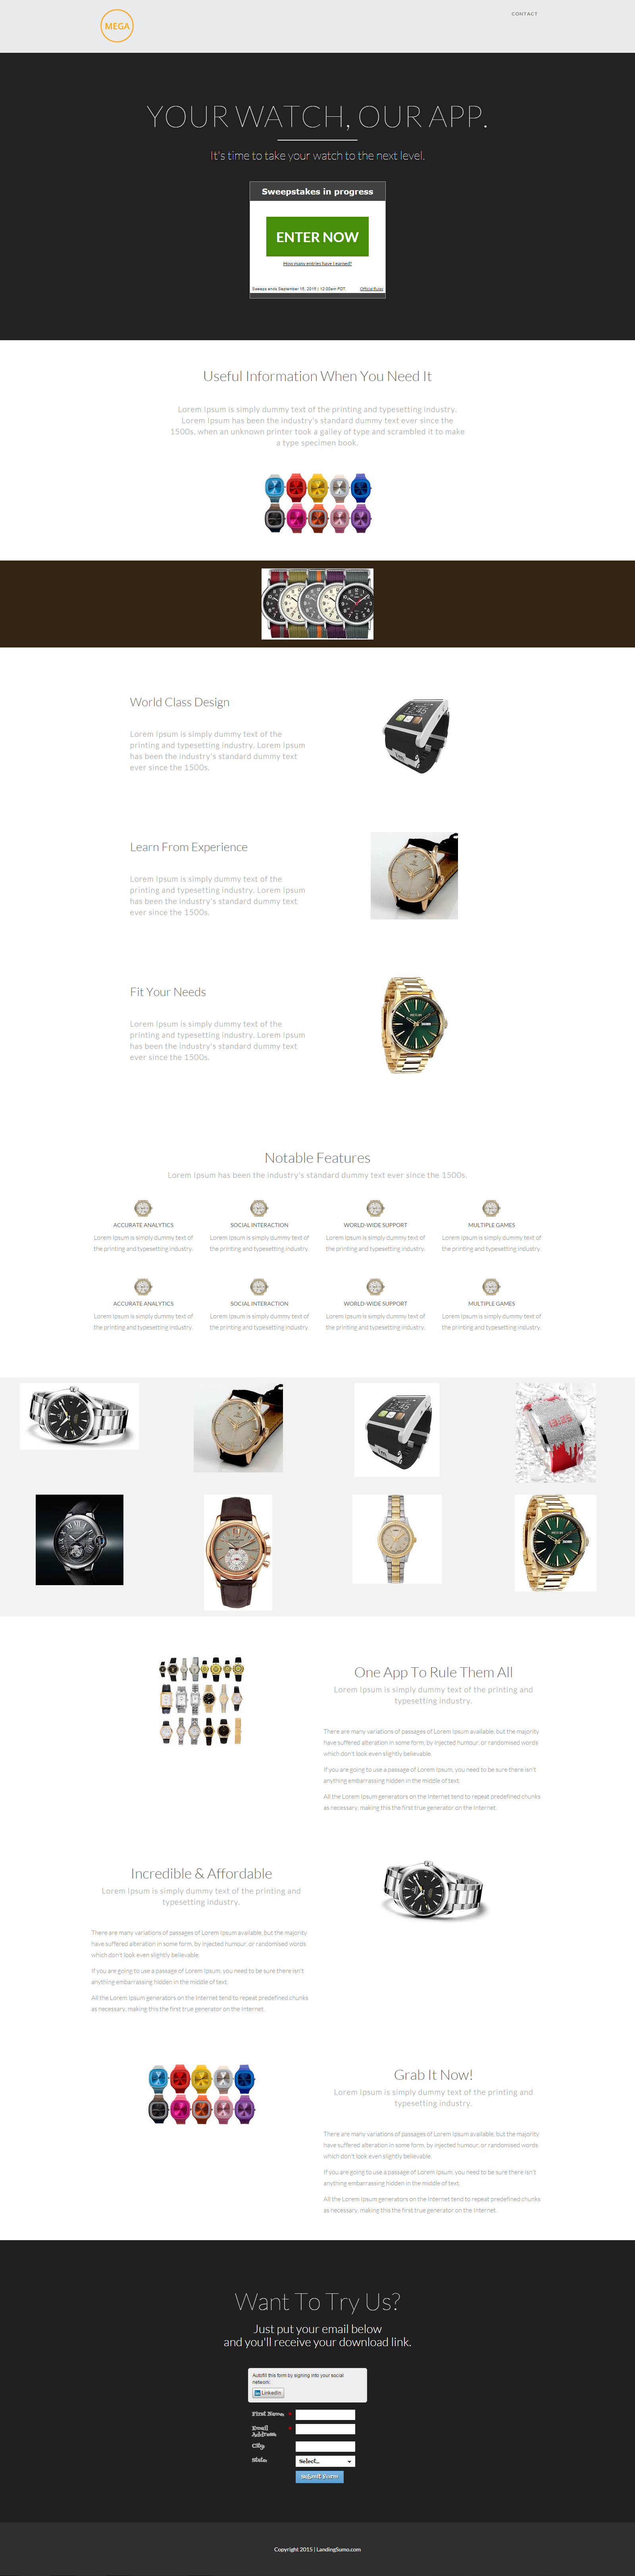 MEGA
CONTACT
YOUR WATCH, OUR APP.
It's time to take your watch to the next level.
Sweepstakes in progress
ENTER NOW
How many entries have I earned?
Sweeps ends September 15, 2015 | 12:00am PDT
Official Rules
Useful Information When You Need It
Lorem Ipsum is simply dummy text of the printing and typesetting industry.
Lorem Ipsum has been the industry's standard dummy text ever since the
1500s, when an unknown printer took a galley of type and scrambled it to make
a type specimen book.
World Class Design
Lorem Ipsum is simply dummy text of the
printing and typesetting industry. Lorem Ipsum
has been the industry's standard dummy text
ever since the 1500s.
Learn From Experience
Lorem Ipsum is simply dummy text of the
printing and typesetting industry. Lorem Ipsum
has been the industry's standard dummy text
ever since the 1500s.
Fit Your Needs
Lorem Ipsum is simply dummy text of the
printing and typesetting industry. Lorem Ipsum
has been the industry's standard dummy text
ever since the 1500s.
Notable Features
Lorem Ipsum has been the industry's standard dummy text ever since the 1500s.
ACCURATE ANALYTICS
Lorem Ipsum is simply dummy text of
the printing and typesetting industry.
SOCIAL INTERACTION
Lorem Ipsum is simply dummy text of
the printing and typesetting industry.
WORLD-WIDE SUPPORT
Lorem Ipsum is simply dummy text of
the printing and typesetting industry.
MULTIPLE GAMES
Lorem Ipsum is simply dummy text of
the printing and typesetting industry.
ACCURATE ANALYTICS
Lorem Ipsum is simply dummy text of
the printing and typesetting industry.
SOCIAL INTERACTION
Lorem Ipsum is simply dummy text of
the printing and typesetting industry.
WORLD-WIDE SUPPORT
Lorem Ipsum is simply dummy text of
the printing and typesetting industry.
MULTIPLE GAMES
Lorem Ipsum is simply dummy text of
the printing and typesetting industry.
13:25
One App To Rule Them All
Lorem Ipsum is simply dummy text of the printing and
typesetting industry.
There are many variations of passages of Lorem Ipsum available, but the majority
have suffered alteration in some form, by injected humour, or randomised words
which don't look even slightly believable.
If you are going to use a passage of Lorem Ipsum, you need to be sure there isn't
anything embarrassing hidden in the middle of text.
All the Lorem Ipsum generators on the Internet tend to repeat predefined chunks
as necessary, making this the first true generator on the Internet.
Incredible & Affordable
Lorem Ipsum is simply dummy text of the printing and
typesetting industry.
There are many variations of passages of Lorem Ipsum available, but the majority
have suffered alteration in some form, by injected humour, or randomised words
which don't look even slightly believable.
If you are going to use a passage of Lorem Ipsum, you need to be sure there isn't
anything embarrassing hidden in the middle of text.
All the Lorem Ipsum generators on the Internet tend to repeat predefined chunks
as necessary, making this the first true generator on the Internet.
Grab It Now!
Lorem Ipsum is simply dummy text of the printing and
typesetting industry.
There are many variations of passages of Lorem Ipsum available, but the majority
have suffered alteration in some form, by injected humour, or randomised words
which don't look even slightly believable.
If you are going to use a passage of Lorem Ipsum, you need to be sure there isn't
anything embarrassing hidden in the middle of text.
All the Lorem Ipsum generators on the Internet tend to repeat predefined chunks
as necessary, making this the first true generator on the Internet.
Want To Try Us?
Just put your email below
and you'll receive your download link.
Autofill this form by signing into your social
network:
in LinkedIn
First Name *
Email *
Address
City
State
Select...
Submit Form
Copyright 2015 | LandingSumo.com